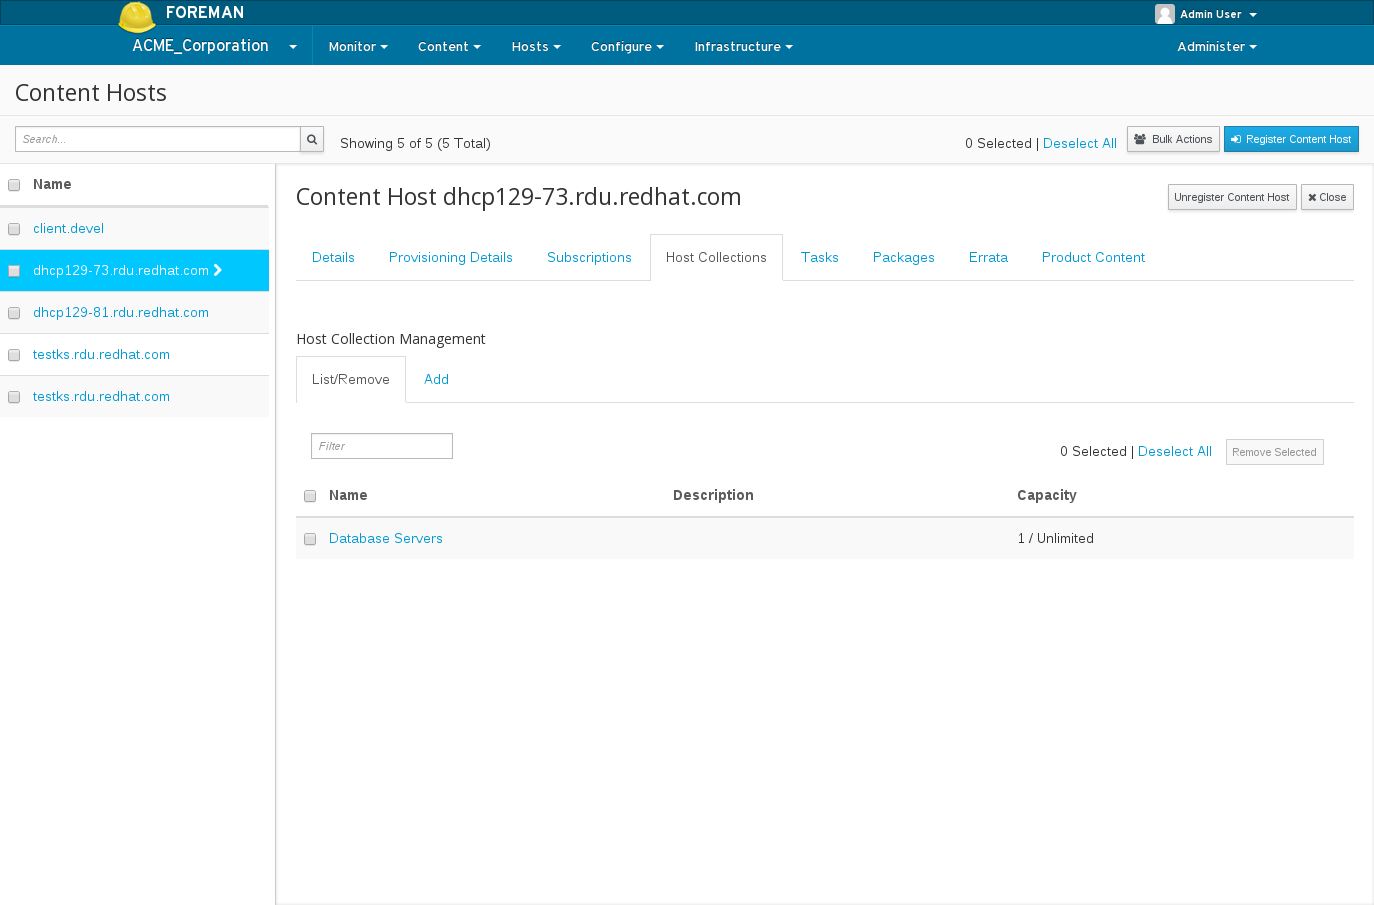 FOREMAN
Admin User
ACME_Corporation
Monitor Content Hosts Configure Infrastructure Administer
Content Hosts
Search...
Showing 5 of 5 (5 Total)
0 Selected | Deselect All
Bulk Actions
Register Content Host
Name
client.devel
dhcp129-73.rdu.redhat.com
dhcp129-81.rdu.redhat.com
testks.rdu.redhat.com
testks.rdu.redhat.com
Content Host dhcp129-73.rdu.redhat.com
Unregister Content Host
Close
Details Provisioning Details Subscriptions Host Collections Tasks Packages Errata Product Content
Host Collection Management
List/Remove Add
Filter
0 Selected | Deselect All
Remove Selected
Name Description Capacity
Database Servers 1 / Unlimited